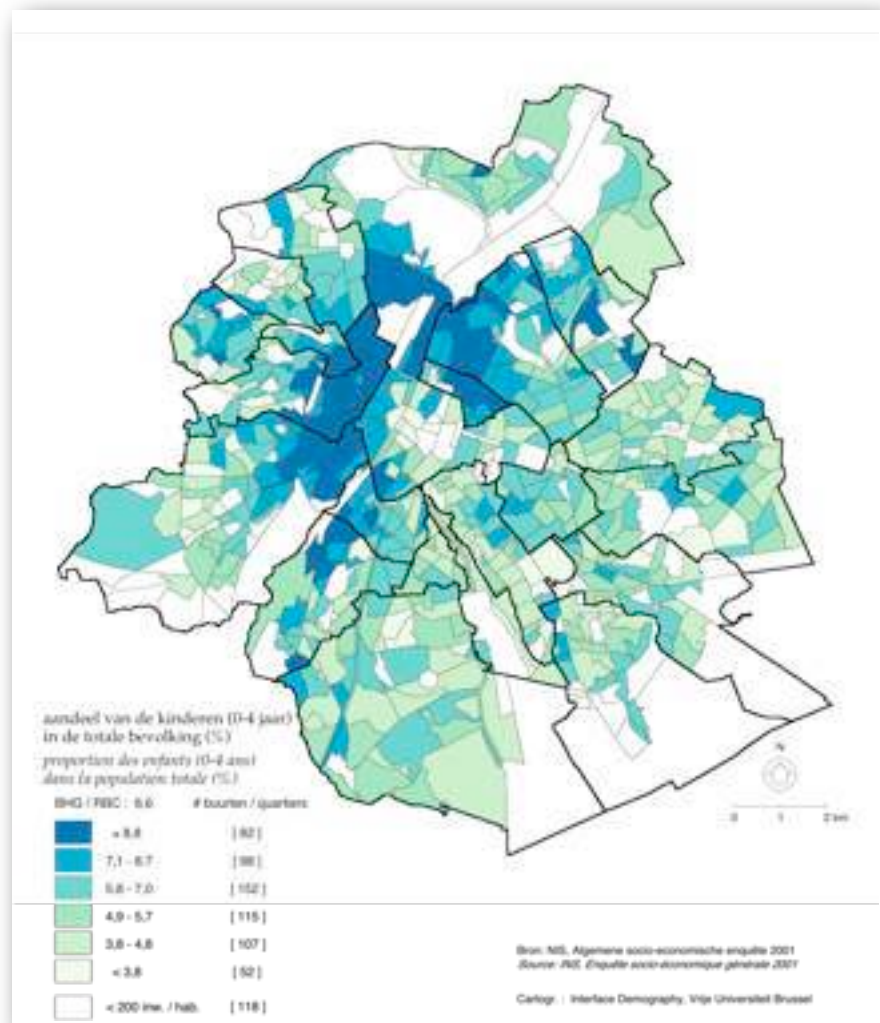 aandeel van de kinderen (0-4 jaar)
in de totale bevolking (%)
proportion des enfants (0-4 ans)
dans la population totale (%)
BHG / RBC : 6.6 # buurten / quartiers
[ 62 ]
7,1 - 8.7
5,8 - 7,0 [ 152 ]
4,9 - 5,7 [ 115 ]
3,8 - 4,8 [ 107 ]
< 3,8 [ 52 ]
< 200 inw. / hab. [ 118 ]
N
0 1 2 km
Bron: NIS, Algemene socio-economische enquête 2001
Source: INS, Enquête socio-économique générale 2001
Cartogr. : Interface Demography, Vrije Universiteit Brussel